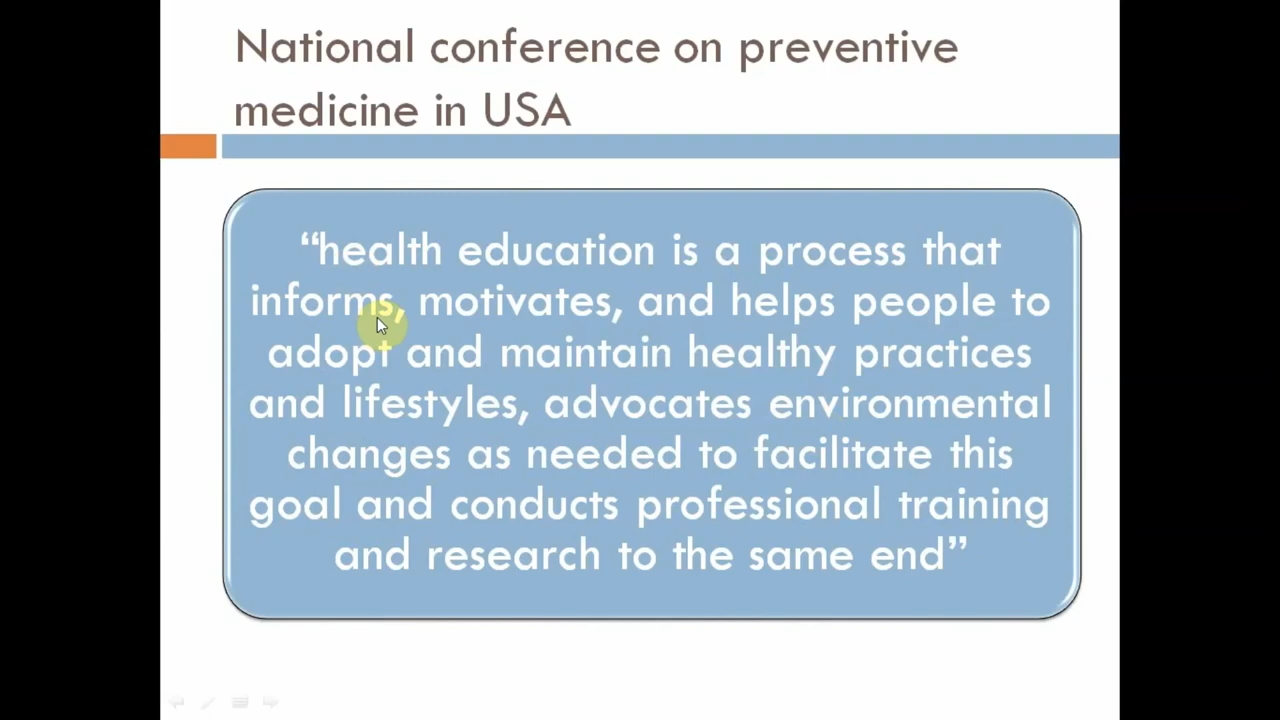 National conference on preventive
medicine in USA
“health education is a process that
informs, motivates, and helps people to
adopt and maintain healthy practices
and lifestyles, advocates environmental
changes as needed to facilitate this
goal and conducts professional training
and research to the same end”